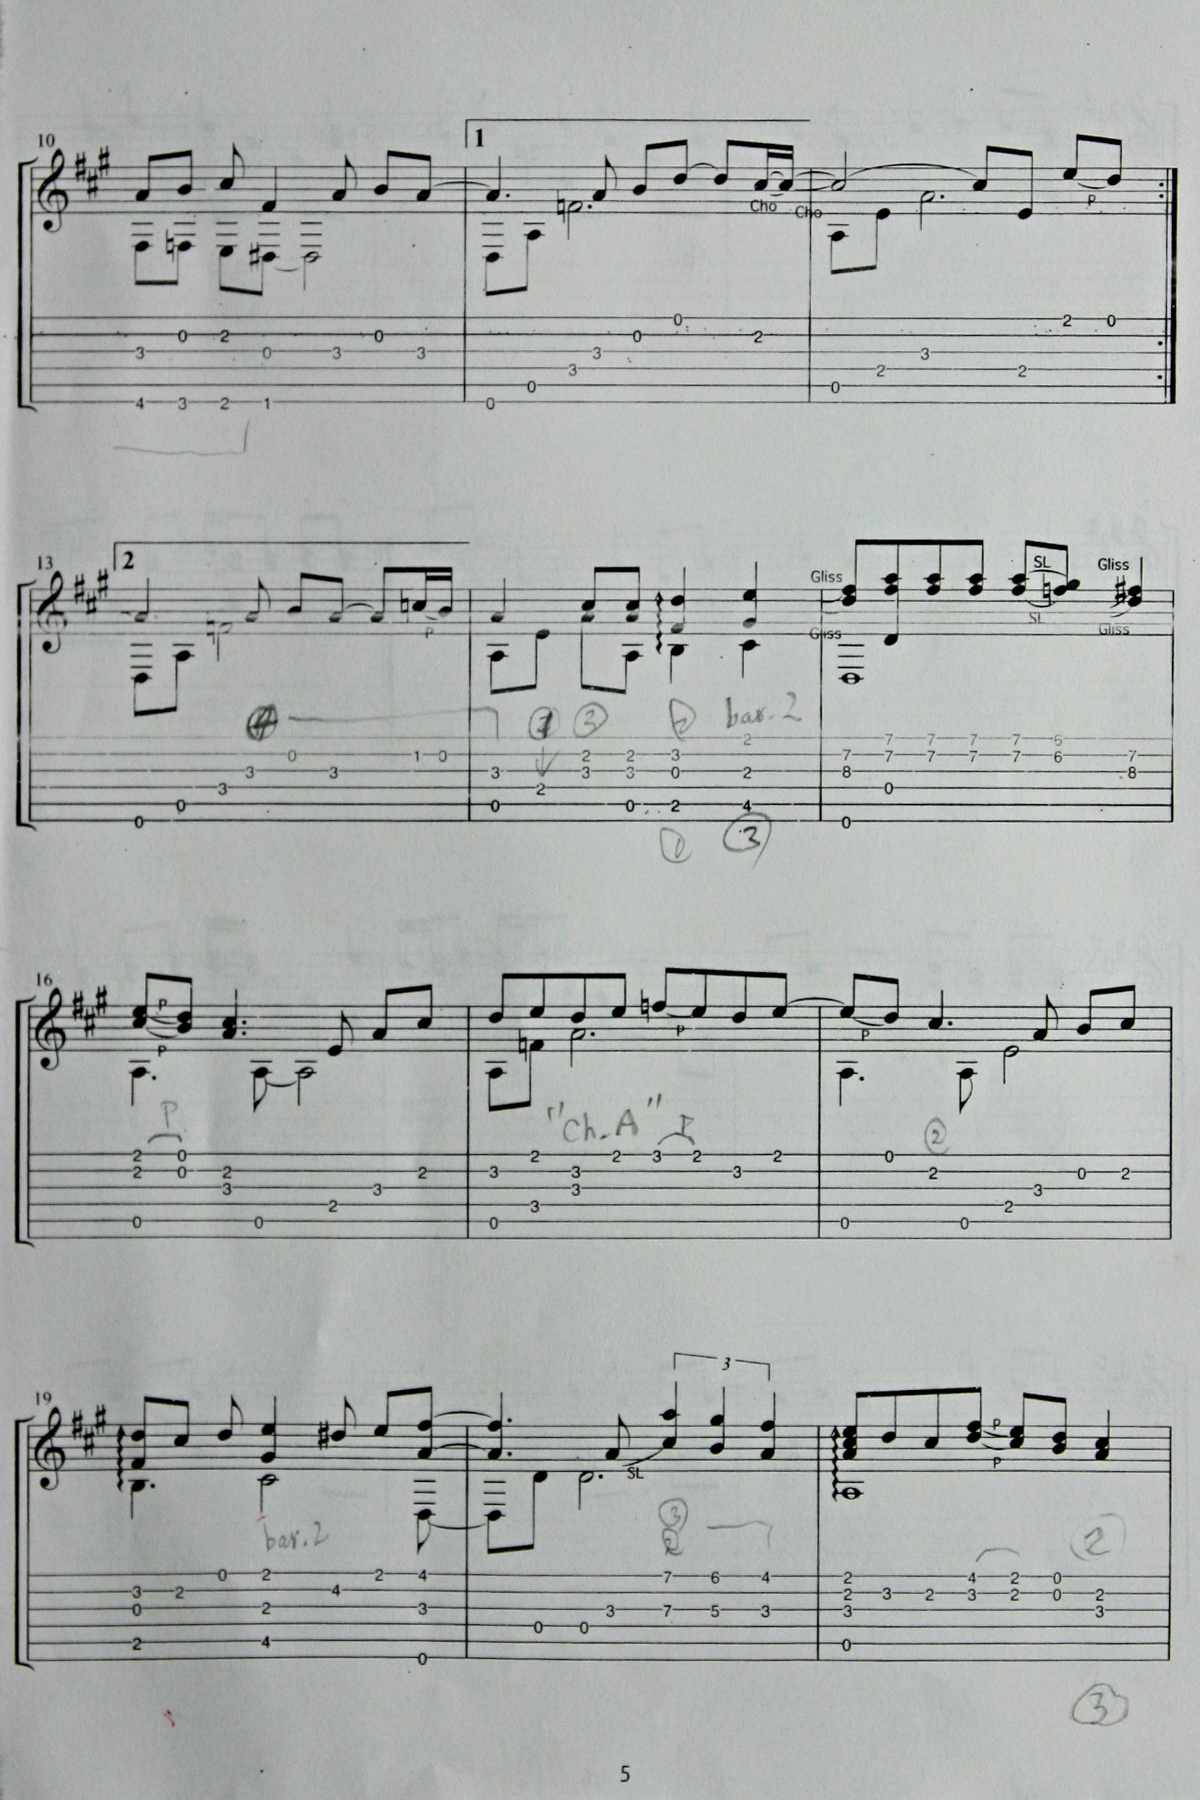 10
1
Cho Cho P
0 2 0 0 2 2 0
3 0 3 3 3 3
3 2 2
0 0
4 3 2 1 0
13
2
Gliss SL Gliss
P Gliss SL Gliss
bar. 2
2 7 7 7 7 5
0 1 0 2 2 3 7 7 7 7 7 6 7
3 3 3 3 3 0 2 8 8
3 2 0
0 0 0 2 4
0 0
3
16
P
P P P
P
"Ch. A" P
2
2 0 2 2 3 2 2 0
2 0 2 2 3 3 3 2 0 2
3 3 3 3
2 3 2
0 0 0 0 0
19
3
P
SL P
3
2
bar. 2
2
0 2 2 4 7 6 4 2 4 2 0
3 2 4 2 3 2 3 2 0 2
0 2 3 3 7 5 3 3 3
0 0
2 4 0
0
3
5